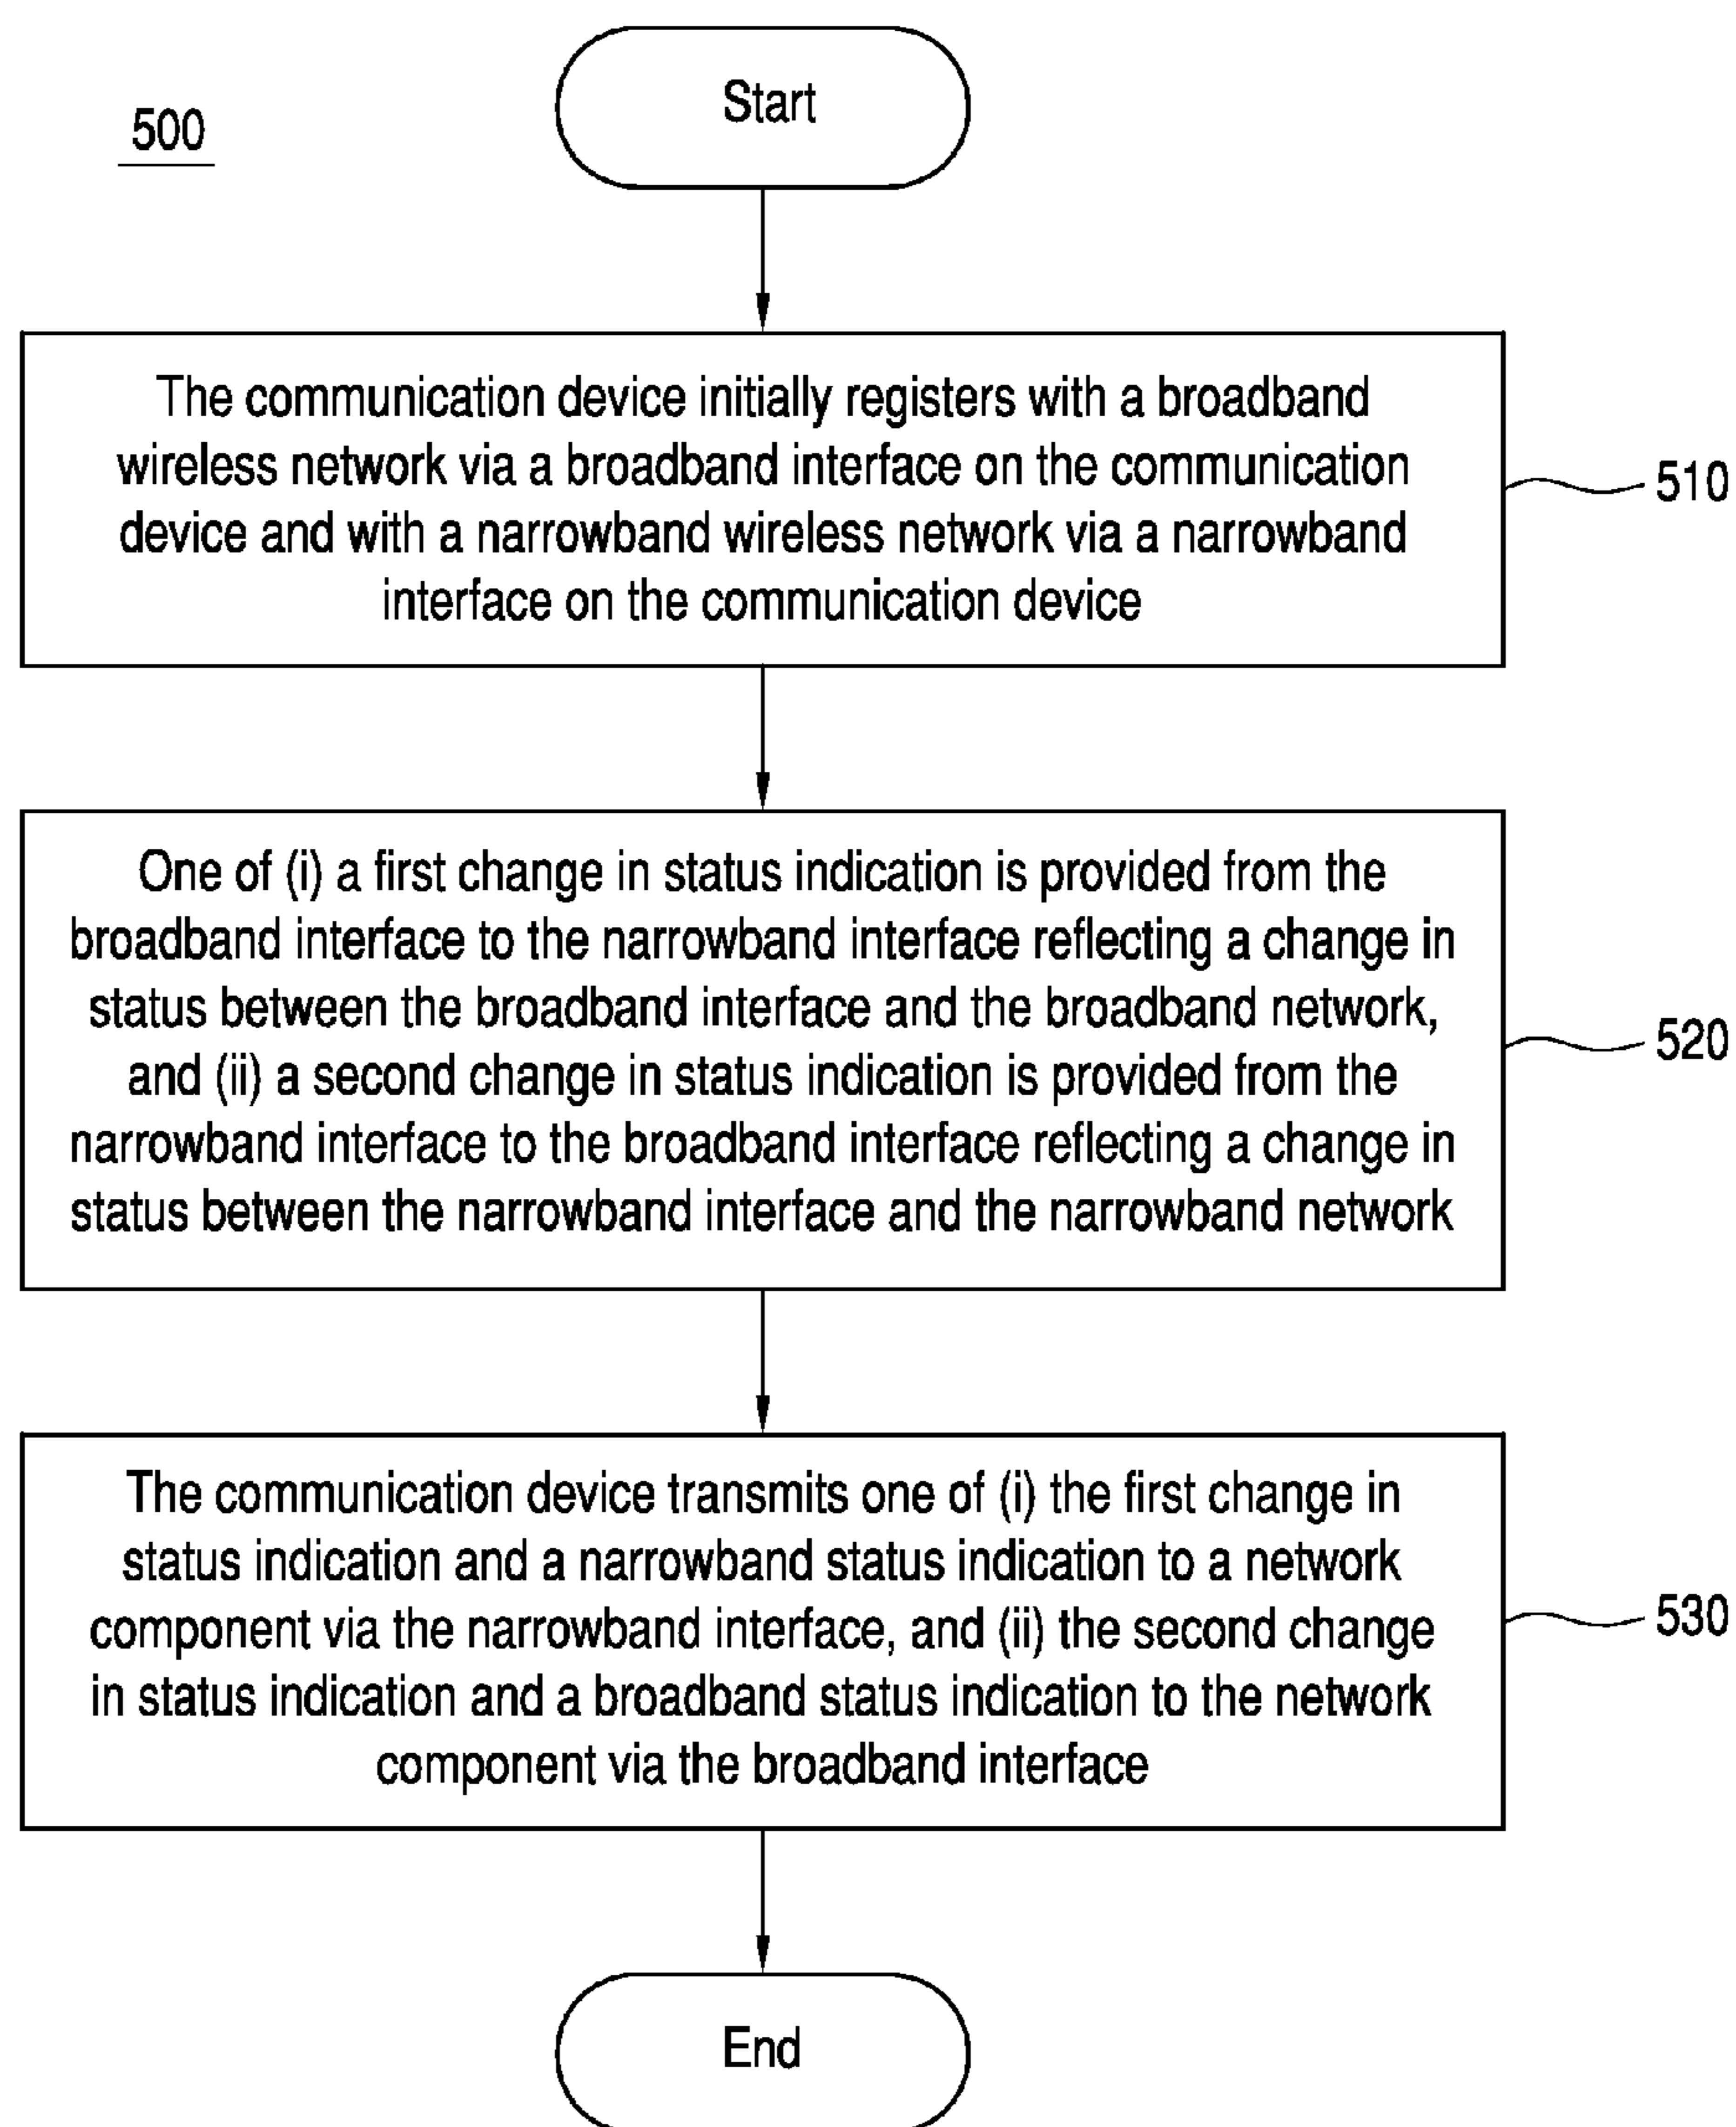 500
Start
The communication device initially registers with a broadband
wireless network via a broadband interface on the communication
device and with a narrowband wireless network via a narrowband
interface on the communication device
510
One of (i) a first change in status indication is provided from the
broadband interface to the narrowband interface reflecting a change in
status between the broadband interface and the broadband network,
and (ii) a second change in status indication is provided from the
narrowband interface to the broadband interface reflecting a change in
status between the narrowband interface and the narrowband network
520
The communication device transmits one of (i) the first change in
status indication and a narrowband status indication to a network
component via the narrowband interface, and (ii) the second change
in status indication and a broadband status indication to the network
component via the broadband interface
530
End